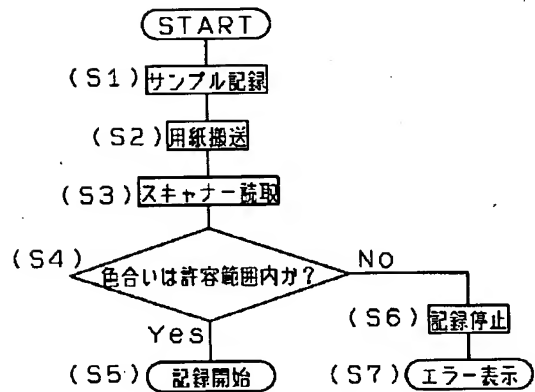 START
(S1) サンプル記録
(S2) 用紙搬送
(S3) スキャナー読取
(S4) 色合いは許容範囲内か? No
Yes (S6) 記録停止
(S5) 記録開始 (S7) エラー表示